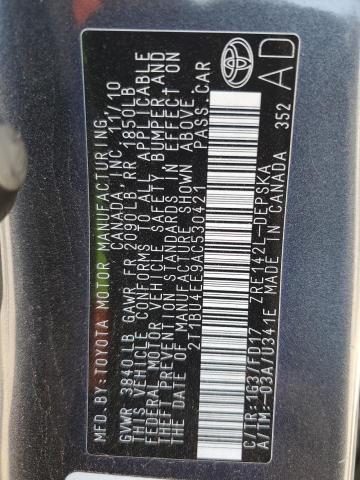 MFD.BY:TOYOTA MOTOR MANUFACTURING,
CANADA, INC. 11/10
GVWR 3840LB GAWR FR 2090LB RR 1850LB
THIS VEHICLE CONFORMS TO ALL APPLICABLE
FEDERAL MOTOR VEHICLE SAFETY, BUMPER, AND
THEFT PREVENTION STANDARDS IN EFFECT ON
THE DATE OF MANUFACTURE SHOWN ABOVE.
2T1BU4EE9AC530421 PASS.CAR
C/TR:1G3/FD17 ZRE142L-DEPSKA
A/TM:-03A/U341E MADE IN CANADA 352
TOYOTA
AD